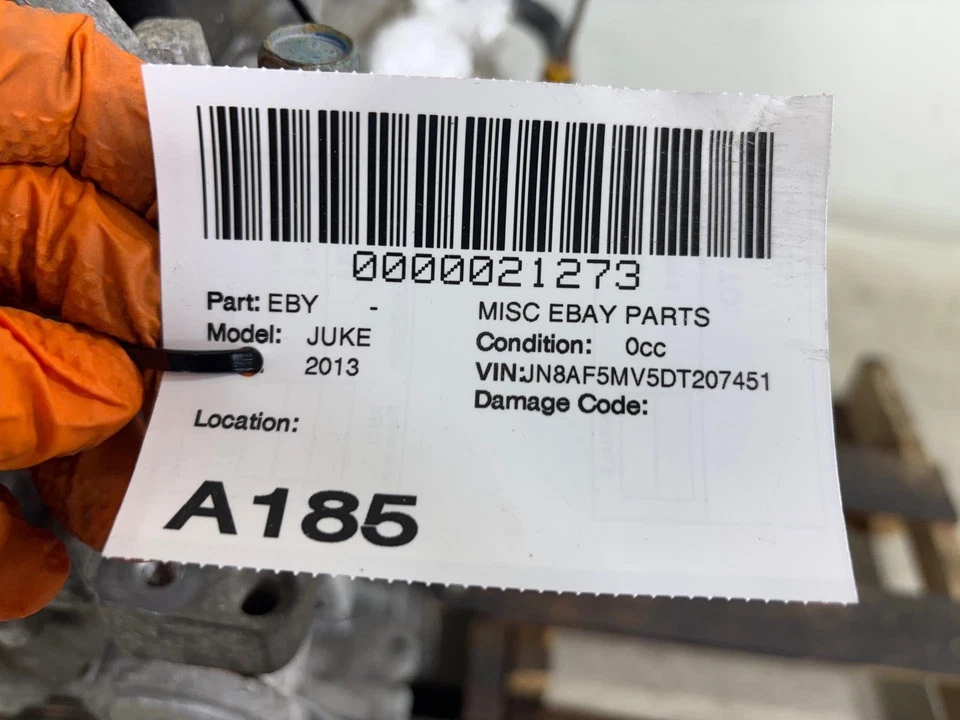 0000021273
Part: EBY - MISC EBAY PARTS
Model: JUKE Condition: 0cc
2013 VIN:JN8AF5MV5DT207451
Damage Code:
Location:
A185